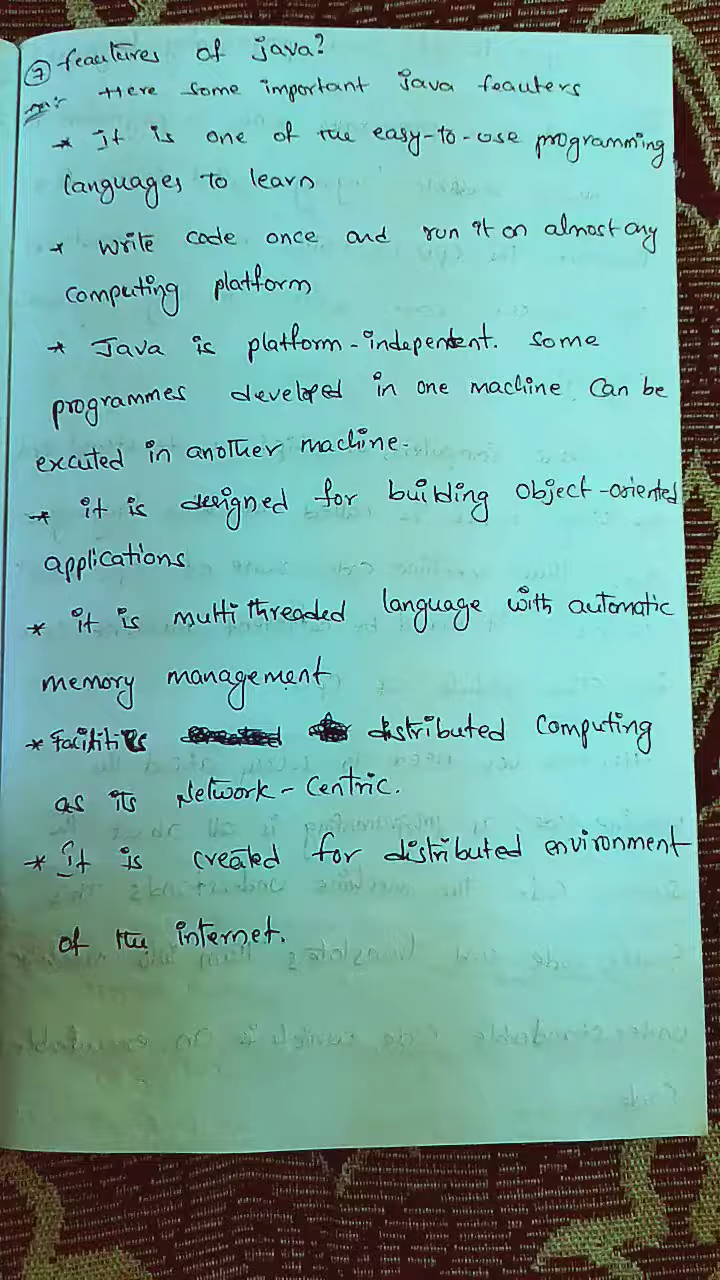 ⑦ feautures of java?
Ans:- Here some important java feauters
* It is one of the easy-to-use programming
languages to learn
* write code once and run it on almost any
computing platform
* Java is platform-independent. some
programmes developed in one machine can be
excuted in another machine.
* it is designed for building object-oriented
applications
* it is multithreaded language with automatic
memory management
* Facilities distributed computing
as its Network-Centric.
* It is created for distributed environment
of the internet.